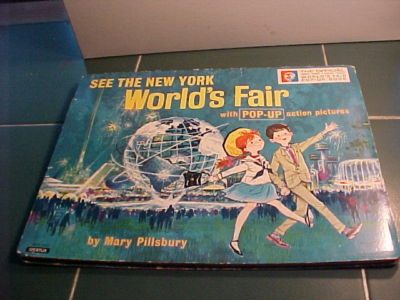 SEE THE NEW YORK
World's Fair
with POP-UP action pictures
by Mary Pillsbury